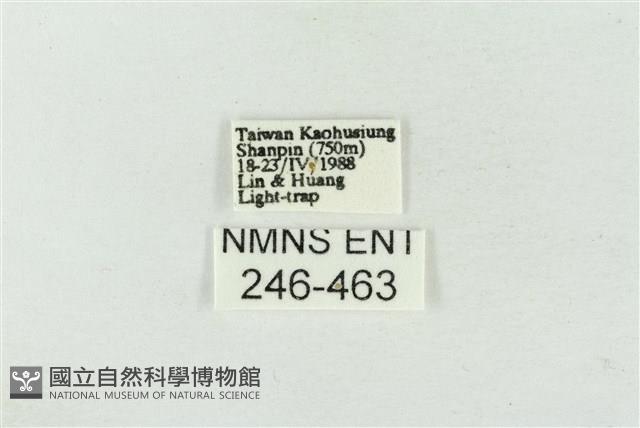 Taiwan Kaohusiung
Shanpin (750m)
18-23/IV/1988
Lin & Huang
Light-trap
NMNS ENT
246-463
國立自然科學博物館
NATIONAL MUSEUM OF NATURAL SCIENCE